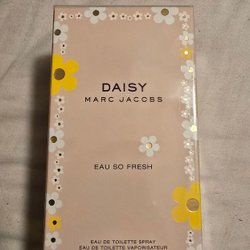 DAISY
MARC JACOBS
EAU SO FRESH
EAU DE TOILETTE SPRAY
EAU DE TOILETTE VAPORISATEUR